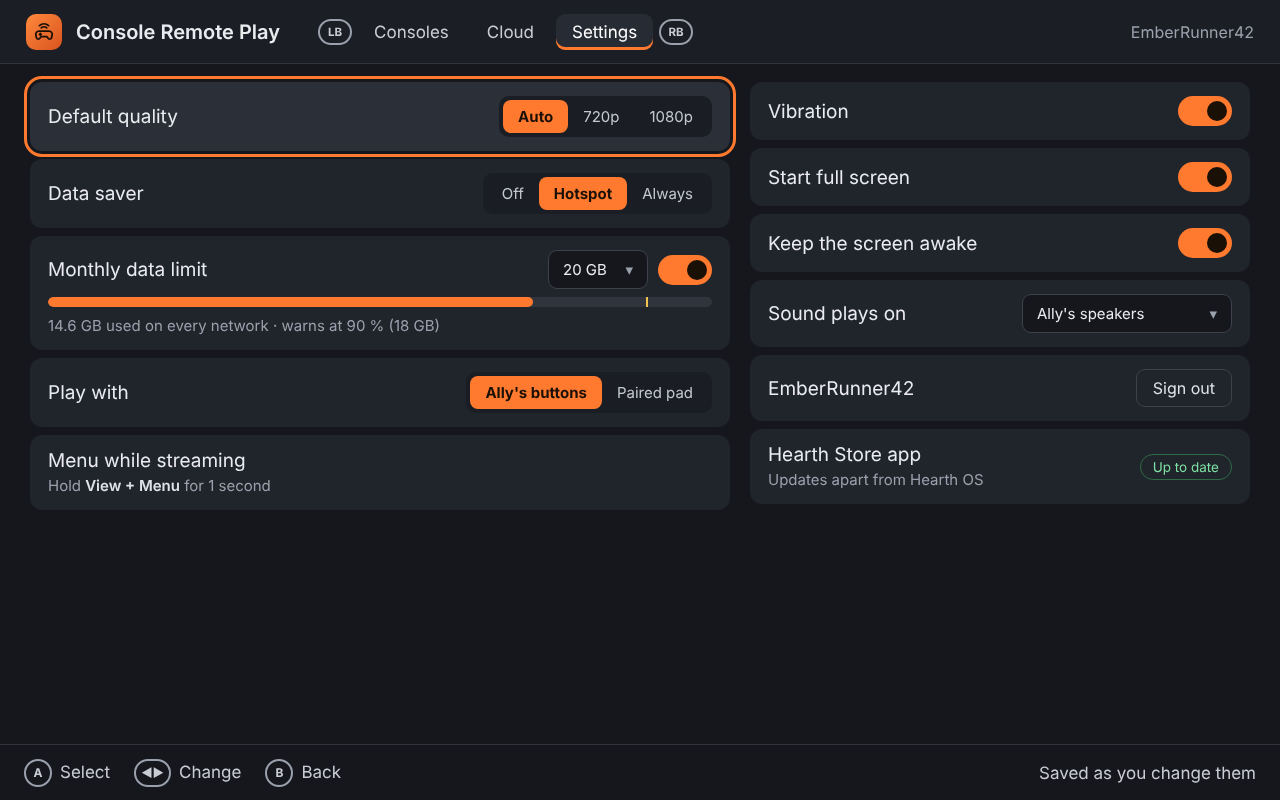 Console Remote Play
LB
Consoles
Cloud
Settings
RB
EmberRunner42
Default quality
Auto
720p
1080p
Data saver
Off
Hotspot
Always
Monthly data limit
20 GB
14.6 GB used on every network · warns at 90 % (18 GB)
Play with
Ally's buttons
Paired pad
Menu while streaming
Hold View + Menu for 1 second
Vibration
Start full screen
Keep the screen awake
Sound plays on
Ally's speakers
EmberRunner42
Sign out
Hearth Store app
Updates apart from Hearth OS
Up to date
A Select
Change
B Back
Saved as you change them